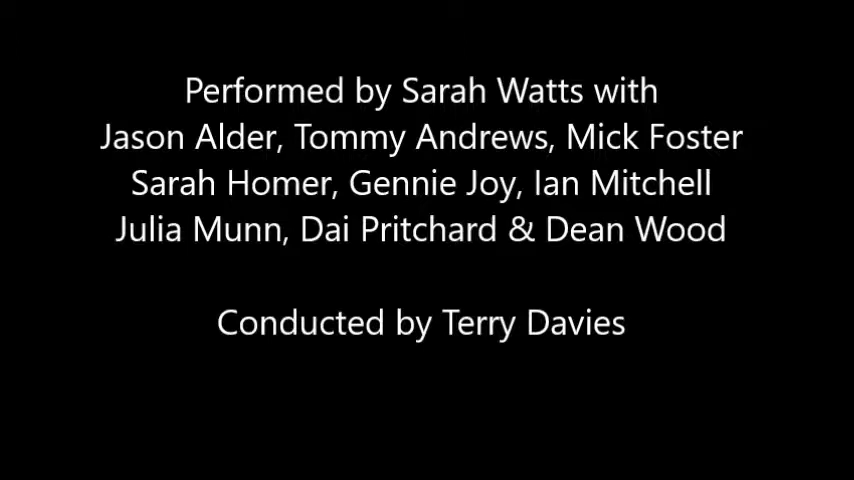 Performed by Sarah Watts with
Jason Alder, Tommy Andrews, Mick Foster
Sarah Homer, Gennie Joy, Ian Mitchell
Julia Munn, Dai Pritchard & Dean Wood
Conducted by Terry Davies